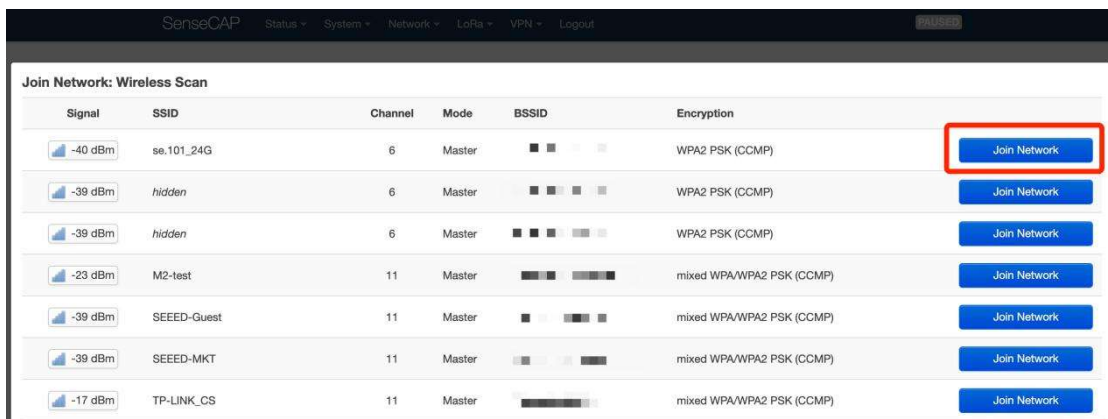 SenseCAP Status System Network LoRa VPN Logout PAUSED
Join Network: Wireless Scan
Signal SSID Channel Mode BSSID Encryption
-40 dBm se.101_24G 6 Master WPA2 PSK (CCMP) Join Network
-39 dBm hidden 6 Master WPA2 PSK (CCMP) Join Network
-39 dBm hidden 6 Master WPA2 PSK (CCMP) Join Network
-23 dBm M2-test 11 Master mixed WPA/WPA2 PSK (CCMP) Join Network
-39 dBm SEEED-Guest 11 Master mixed WPA/WPA2 PSK (CCMP) Join Network
-39 dBm SEEED-MKT 11 Master mixed WPA/WPA2 PSK (CCMP) Join Network
-17 dBm TP-LINK_CS 11 Master mixed WPA/WPA2 PSK (CCMP) Join Network